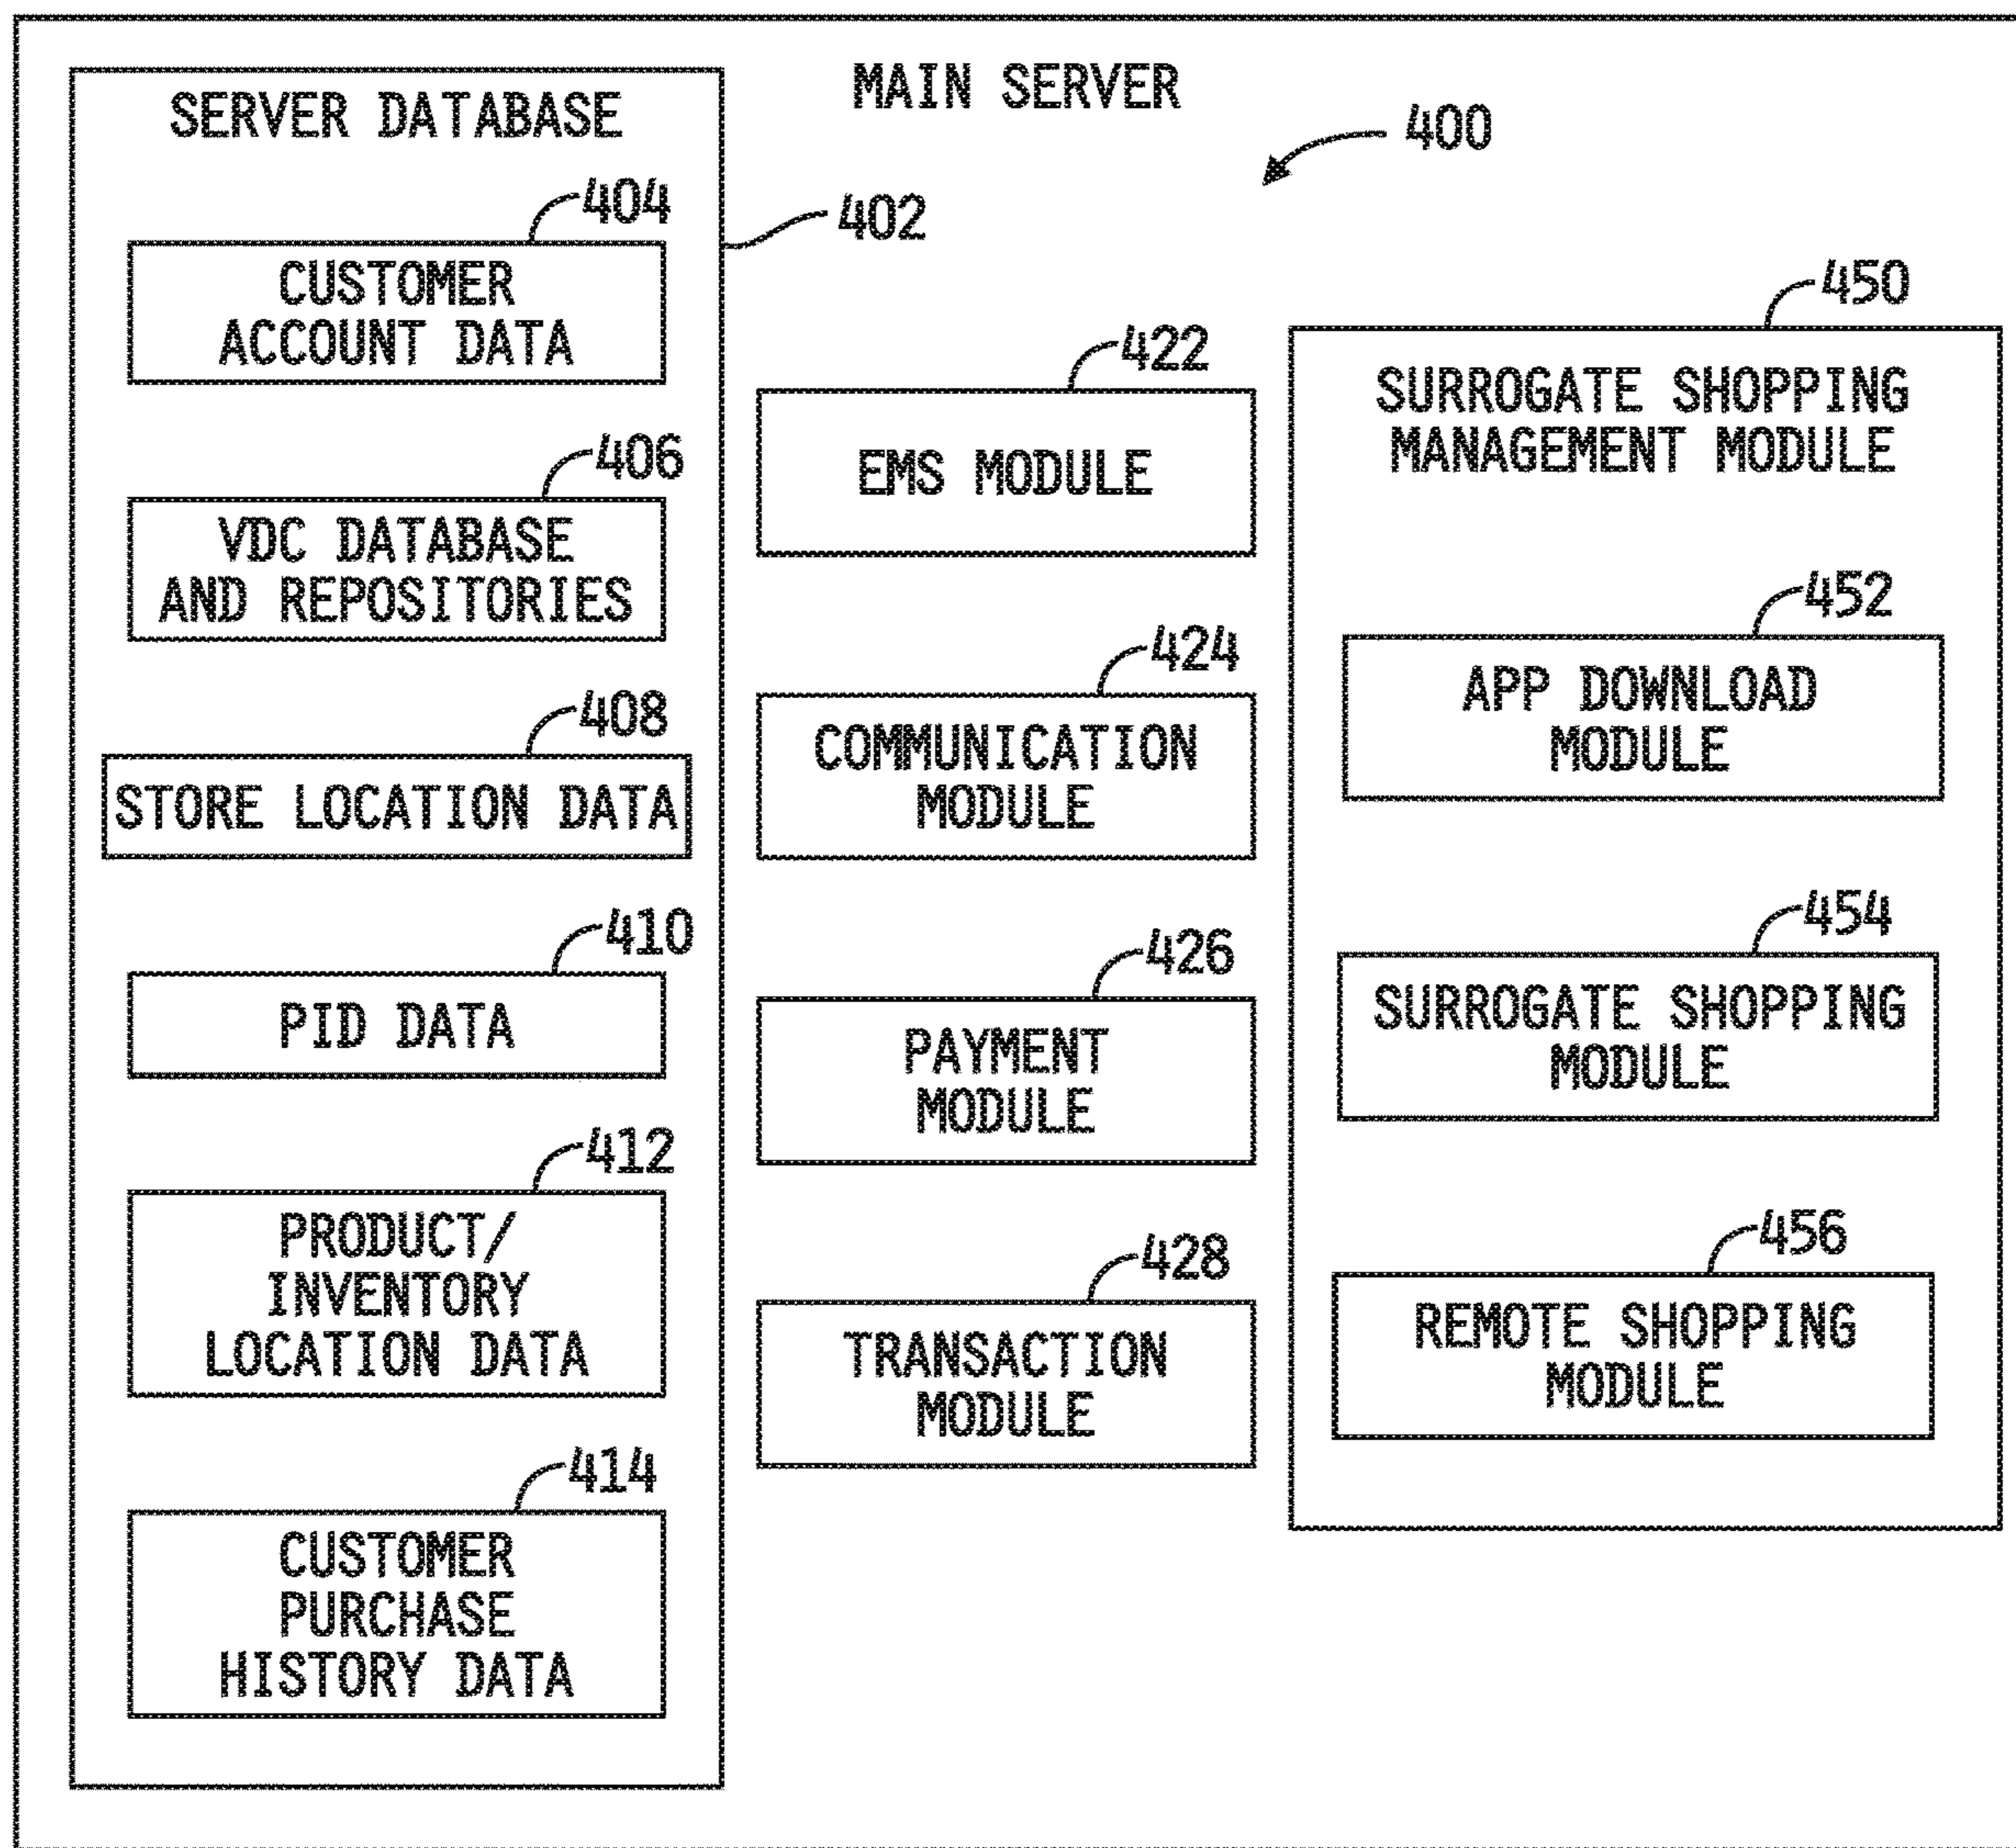 MAIN SERVER
400
SERVER DATABASE
402
404
CUSTOMER
ACCOUNT DATA
406
VDC DATABASE
AND REPOSITORIES
408
STORE LOCATION DATA
410
PID DATA
412
PRODUCT/
INVENTORY
LOCATION DATA
414
CUSTOMER
PURCHASE
HISTORY DATA
422
EMS MODULE
424
COMMUNICATION
MODULE
426
PAYMENT
MODULE
428
TRANSACTION
MODULE
450
SURROGATE SHOPPING
MANAGEMENT MODULE
452
APP DOWNLOAD
MODULE
454
SURROGATE SHOPPING
MODULE
456
REMOTE SHOPPING
MODULE